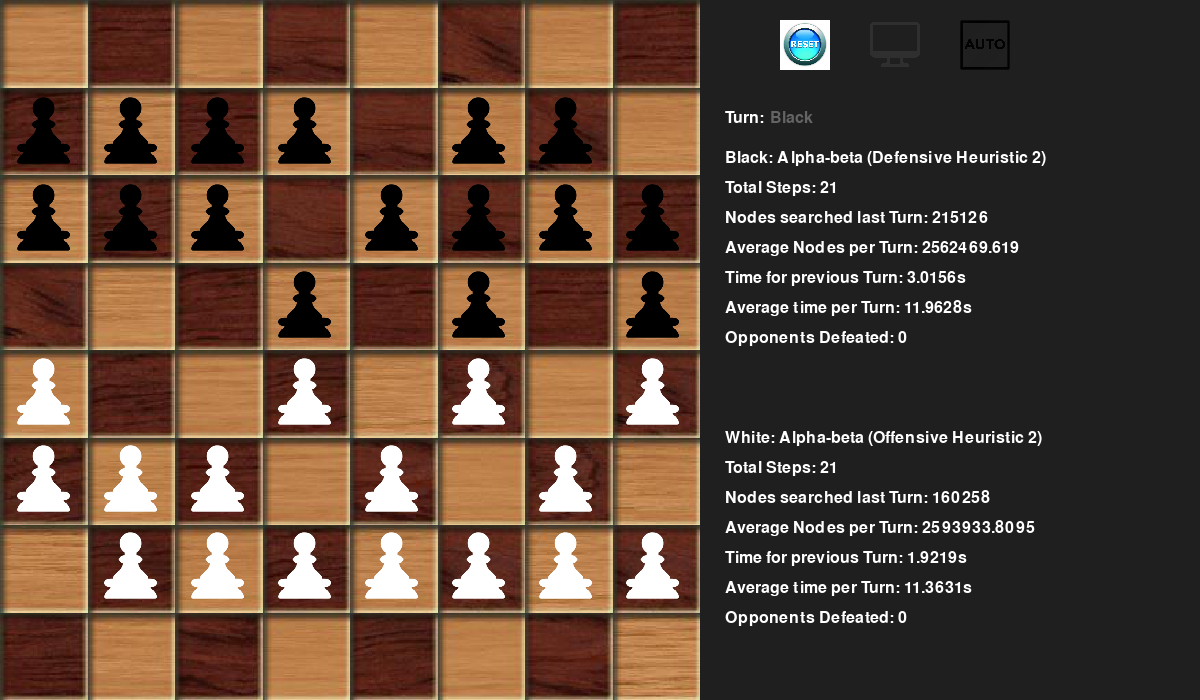 RESET
AUTO
Turn: Black
Black: Alpha-beta (Defensive Heuristic 2)
Total Steps: 21
Nodes searched last Turn: 215126
Average Nodes per Turn: 2562469.619
Time for previous Turn: 3.0156s
Average time per Turn: 11.9628s
Opponents Defeated: 0
White: Alpha-beta (Offensive Heuristic 2)
Total Steps: 21
Nodes searched last Turn: 160258
Average Nodes per Turn: 2593933.8095
Time for previous Turn: 1.9219s
Average time per Turn: 11.3631s
Opponents Defeated: 0